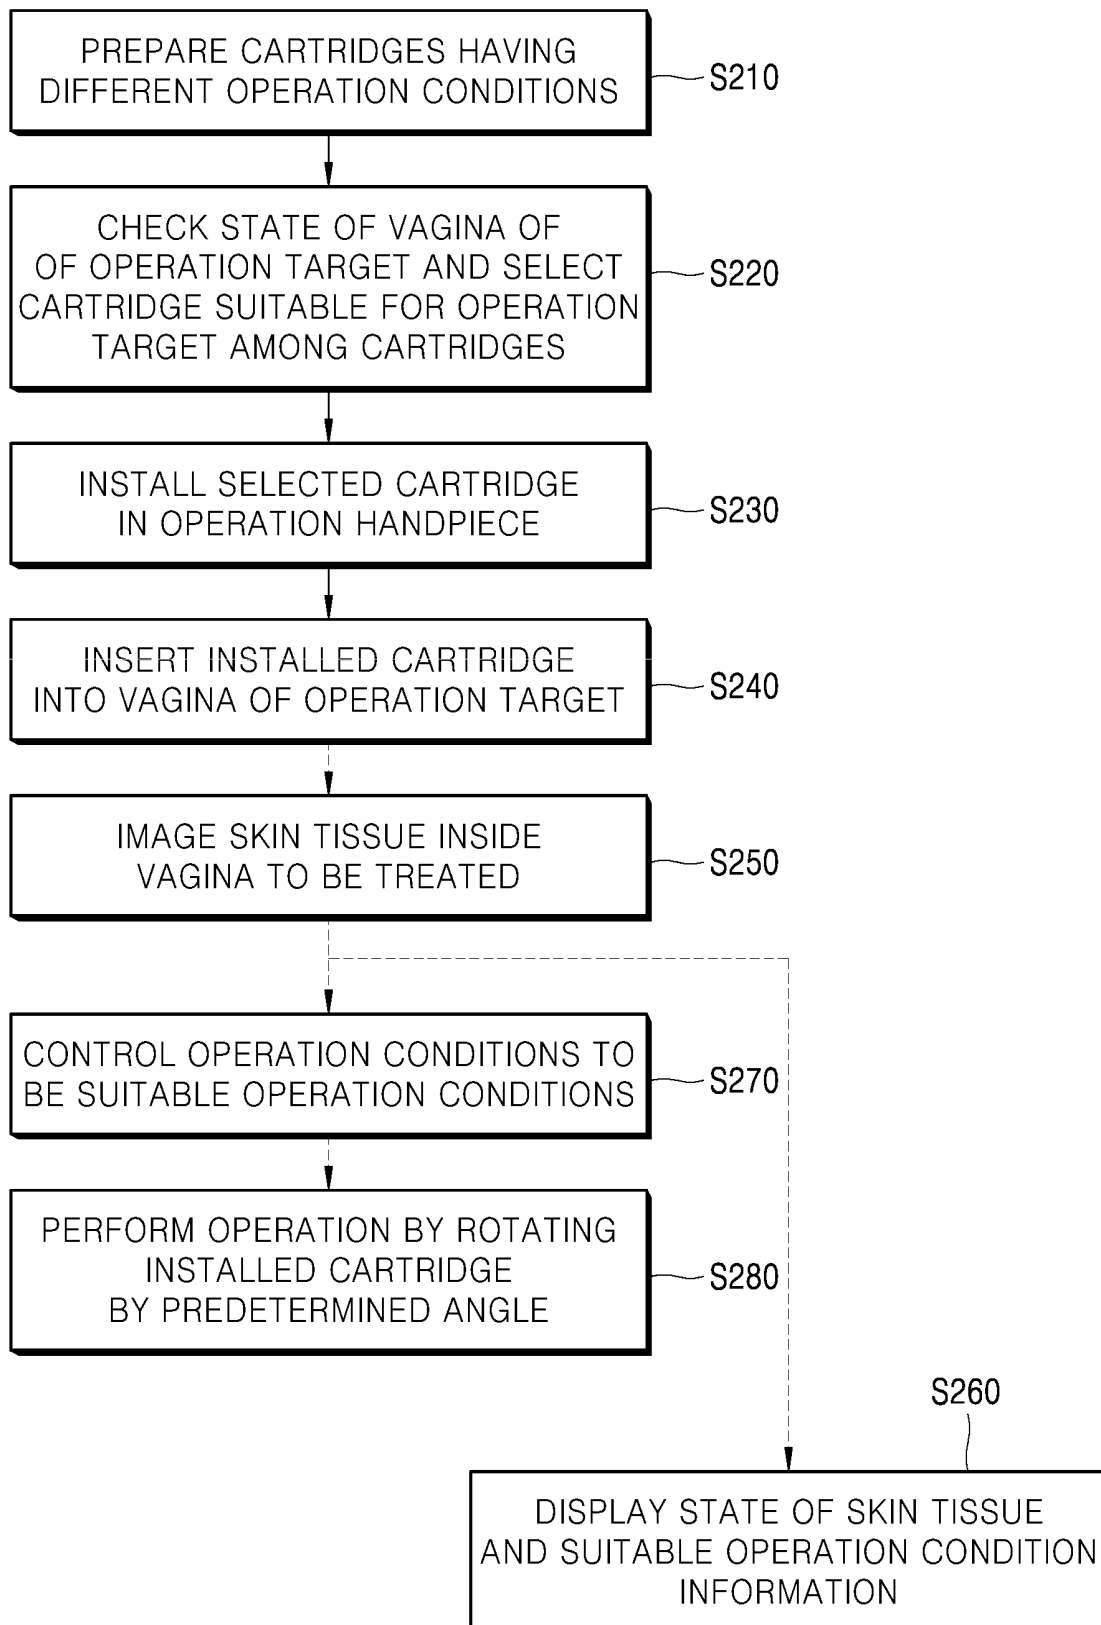 PREPARE CARTRIDGES HAVING
DIFFERENT OPERATION CONDITIONS
S210
CHECK STATE OF VAGINA OF
OF OPERATION TARGET AND SELECT
CARTRIDGE SUITABLE FOR OPERATION
TARGET AMONG CARTRIDGES
S220
INSTALL SELECTED CARTRIDGE
IN OPERATION HANDPIECE
S230
INSERT INSTALLED CARTRIDGE
INTO VAGINA OF OPERATION TARGET
S240
IMAGE SKIN TISSUE INSIDE
VAGINA TO BE TREATED
S250
CONTROL OPERATION CONDITIONS TO
BE SUITABLE OPERATION CONDITIONS
S270
PERFORM OPERATION BY ROTATING
INSTALLED CARTRIDGE
BY PREDETERMINED ANGLE
S280
S260
DISPLAY STATE OF SKIN TISSUE
AND SUITABLE OPERATION CONDITION
INFORMATION